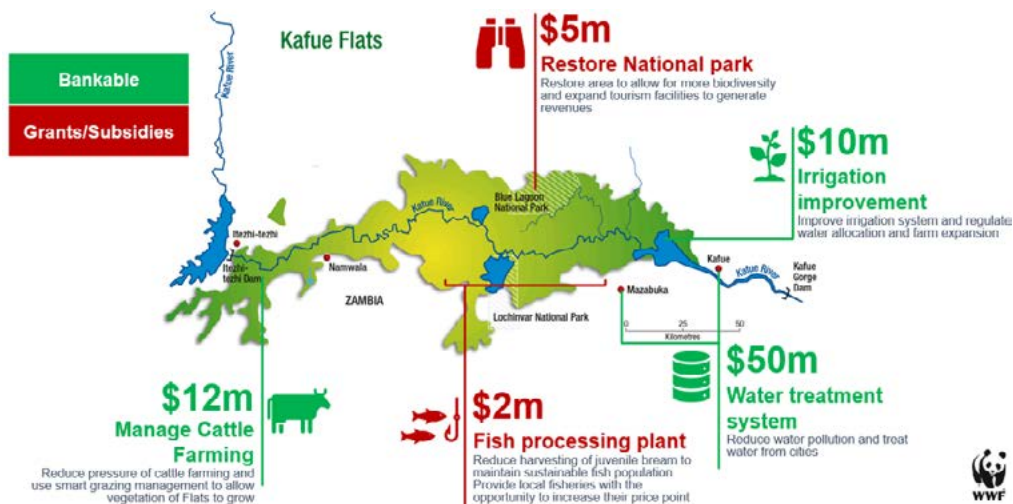 Kafue Flats
Bankable
Grants/Subsidies
Kafue River
$5m
Restore National park
Restore area to allow for more biodiversity
and expand tourism facilities to generate
revenues
$10m
Irrigation
improvement
Improve irrigation system and regulate
water allocation and farm expansion
Blue Lagoon
National Park
Kafue River
Itezhi-tezhi
Itezhi-
tezhi Dam
Namwala
ZAMBIA
Lochinvar National Park
Mazabuka
Kafue
Kafue River
Kafue
Gorge
Dam
0 25 50
Kilometres
$12m
Manage Cattle
Farming
Reduce pressure of cattle farming and
use smart grazing management to allow
vegetation of Flats to grow
$2m
Fish processing plant
Reduce harvesting of juvenile bream to
maintain sustainable fish population
Provide local fisheries with the
opportunity to increase their price point
$50m
Water treatment
system
Reduce water pollution and treat
water from cities
WWF